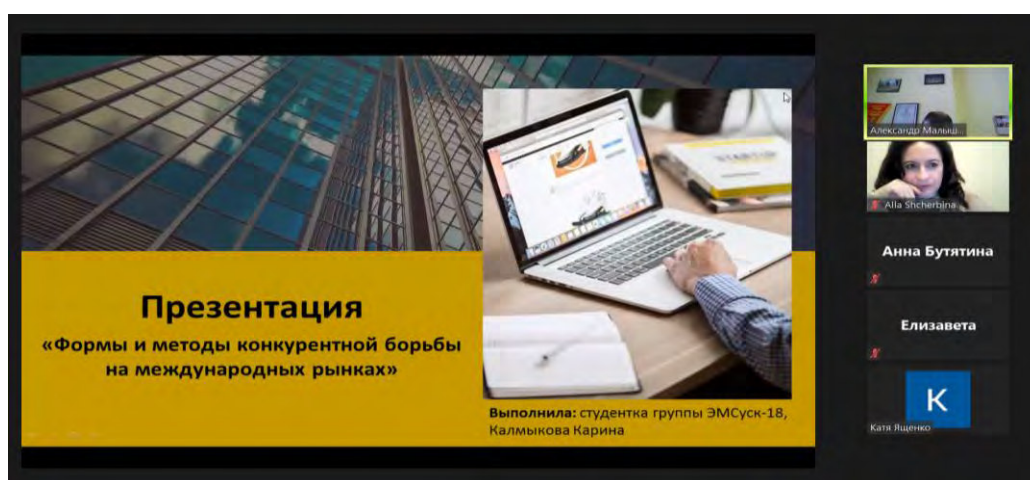 Презентация
«Формы и методы конкурентной борьбы
на международных рынках»
Выполнила: студентка группы ЭМСуск-18,
Калмыкова Карина
STARTUP
Александр Малыш...
Alla Shcherbina
Анна Бутятина
Елизавета
K
Катя Ященко